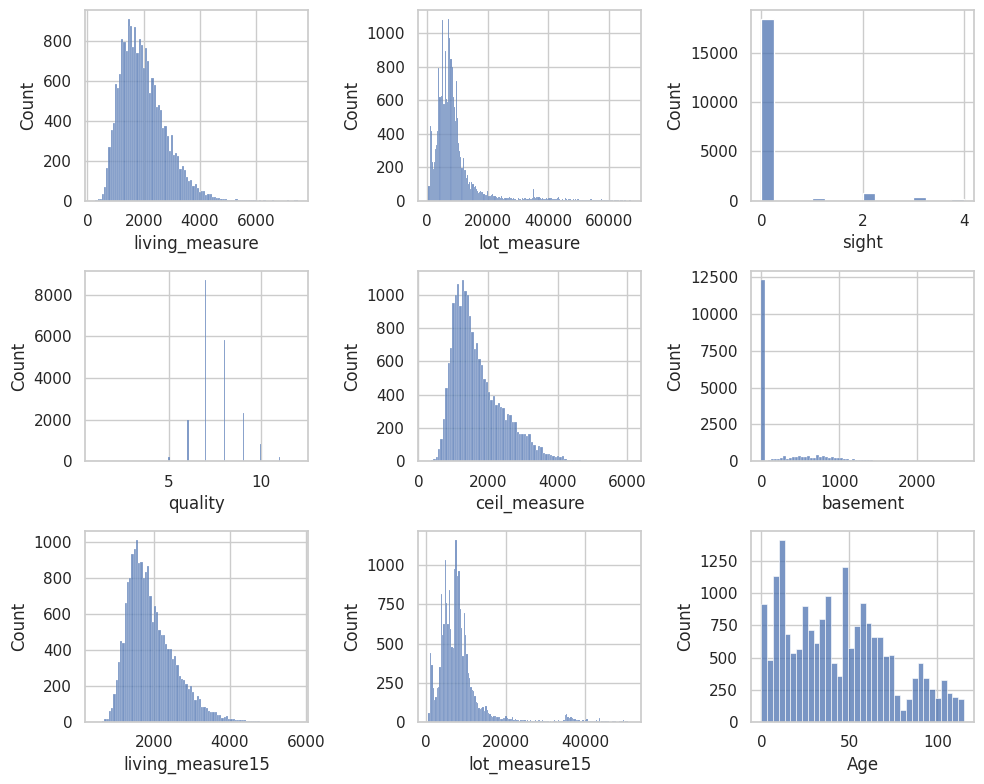 Count
800
600
400
200
0
0 2000 4000 6000
living_measure
Count
1000
800
600
400
200
0
0 20000 40000 60000
lot_measure
Count
15000
10000
5000
0
0 2 4
sight
Count
8000
6000
4000
2000
0
5 10
quality
Count
1000
800
600
400
200
0
0 2000 4000 6000
ceil_measure
Count
12500
10000
7500
5000
2500
0
0 1000 2000
basement
Count
1000
800
600
400
200
0
2000 4000 6000
living_measure15
Count
1000
750
500
250
0
0 20000 40000
lot_measure15
Count
1250
1000
750
500
250
0
0 50 100
Age